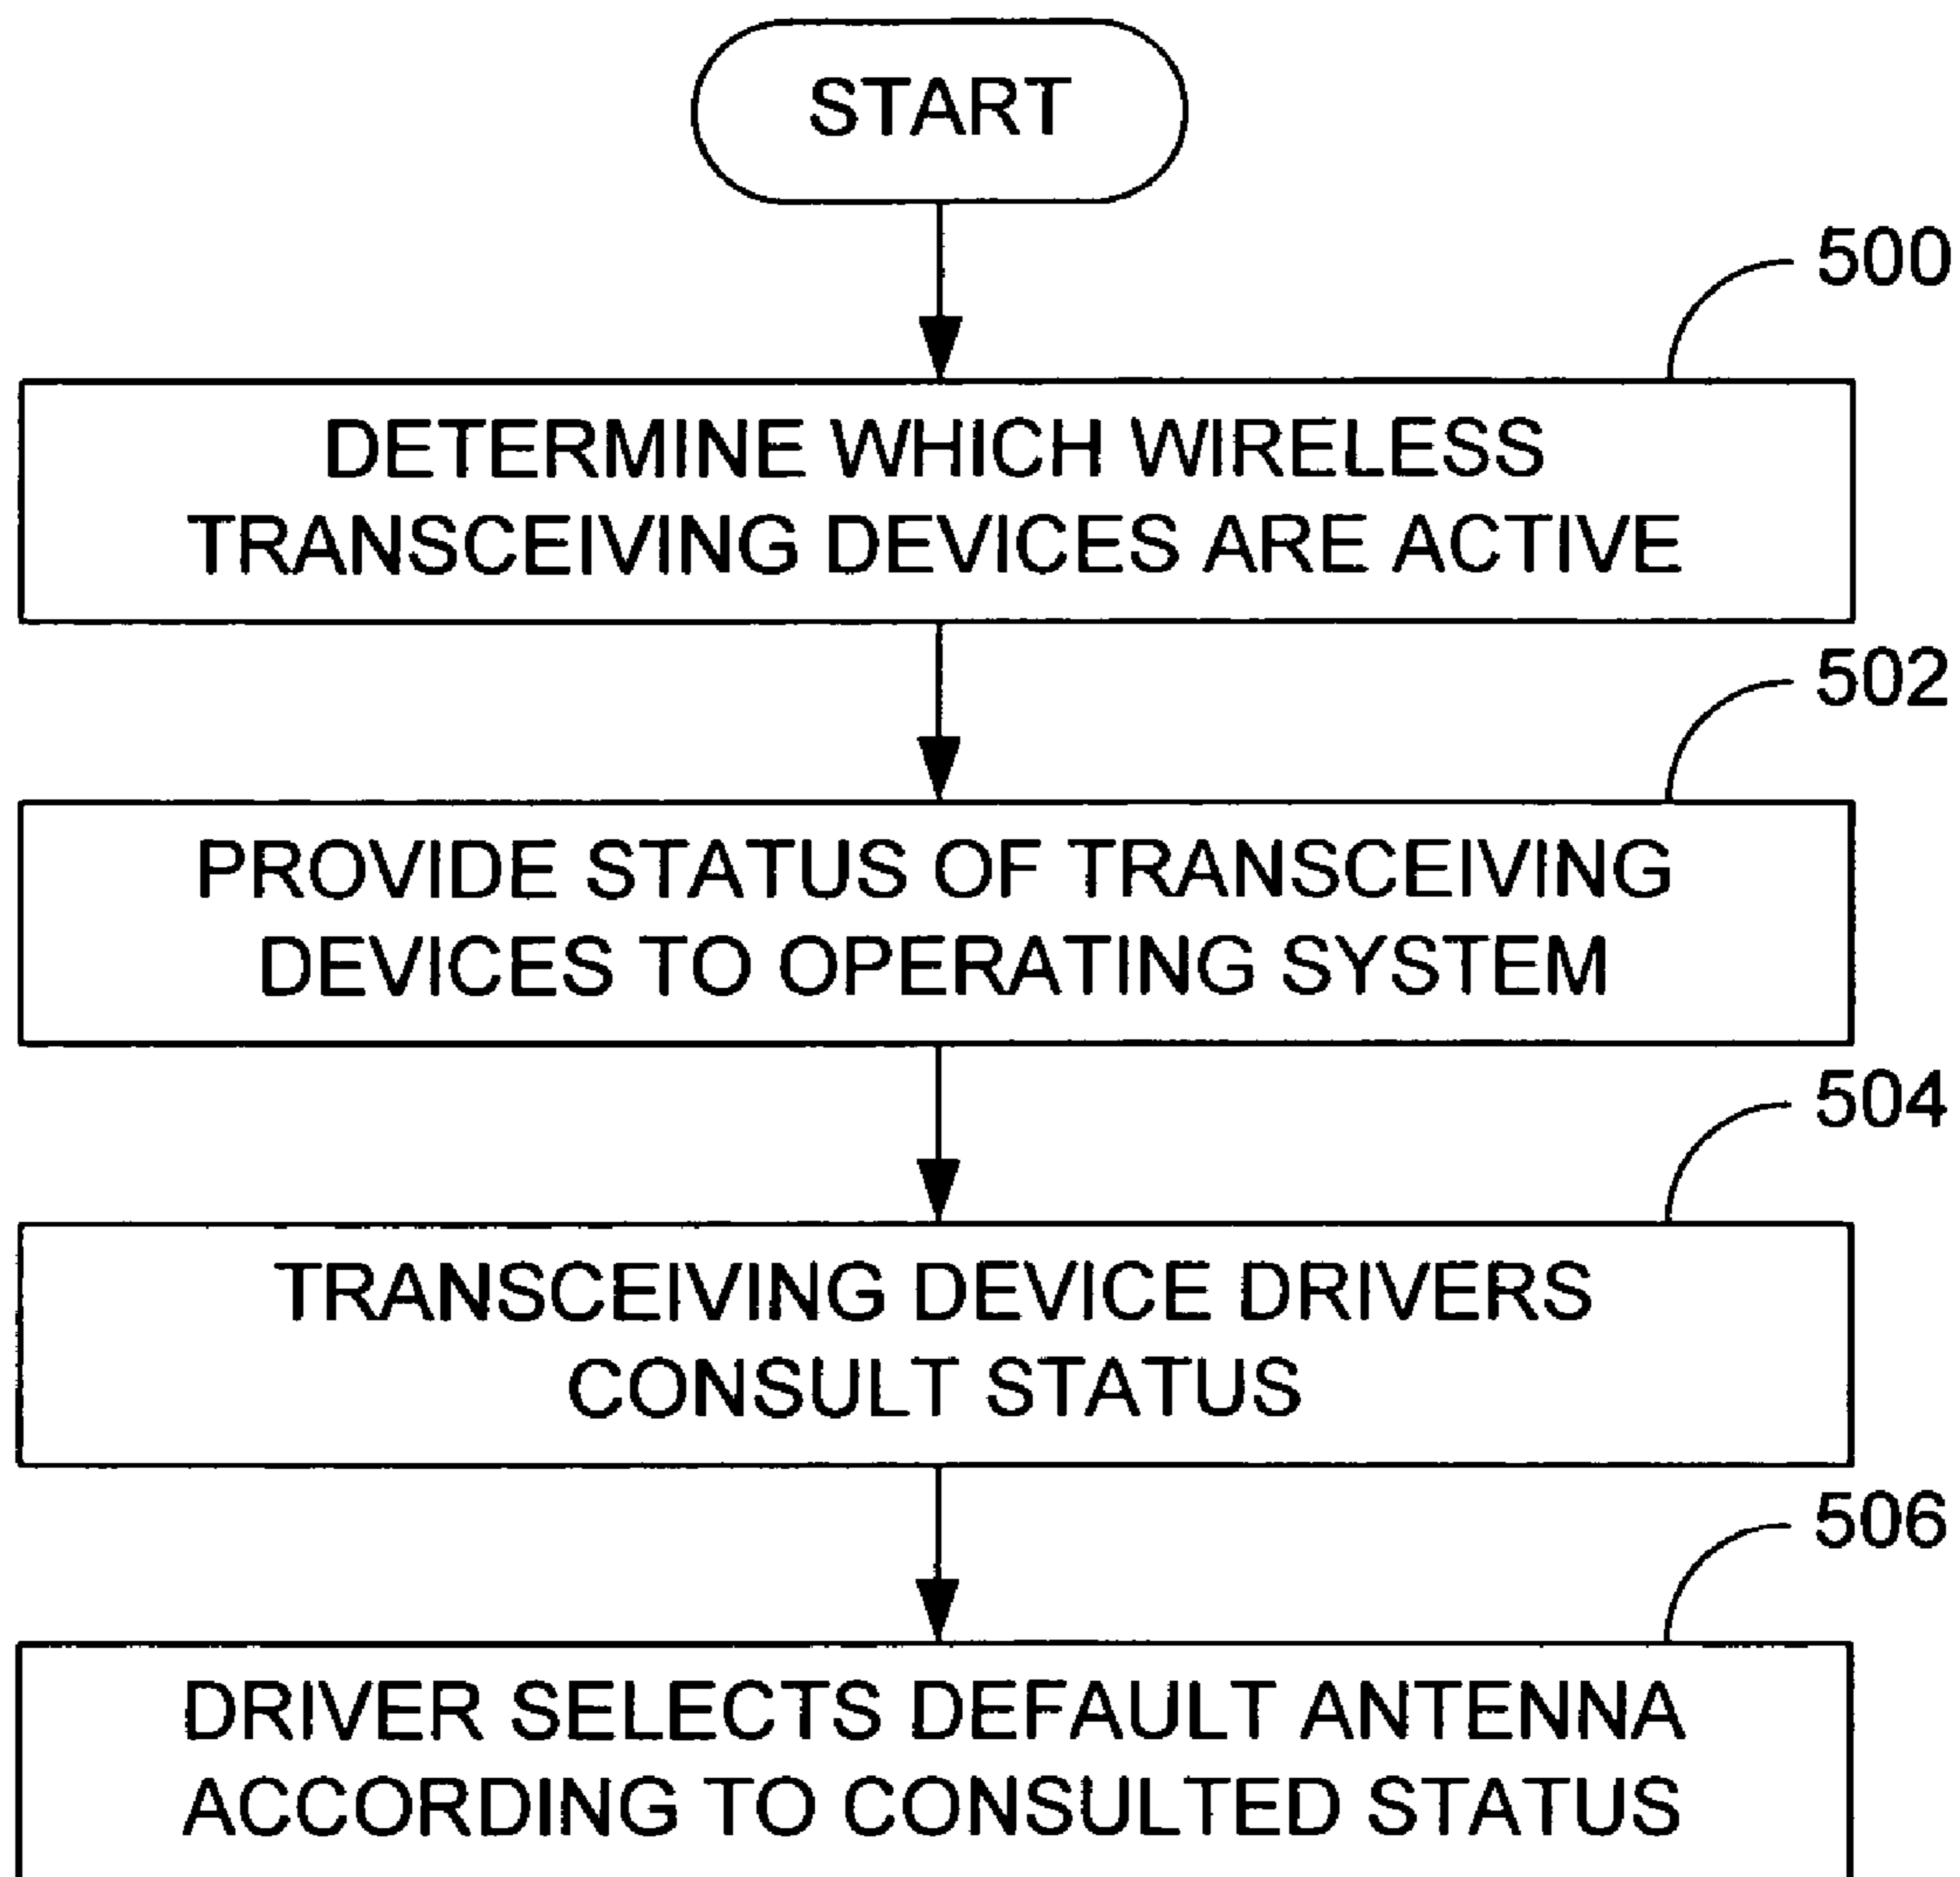 START
500
DETERMINE WHICH WIRELESS
TRANSCEIVING DEVICES ARE ACTIVE
502
PROVIDE STATUS OF TRANSCEIVING
DEVICES TO OPERATING SYSTEM
504
TRANSCEIVING DEVICE DRIVERS
CONSULT STATUS
506
DRIVER SELECTS DEFAULT ANTENNA
ACCORDING TO CONSULTED STATUS